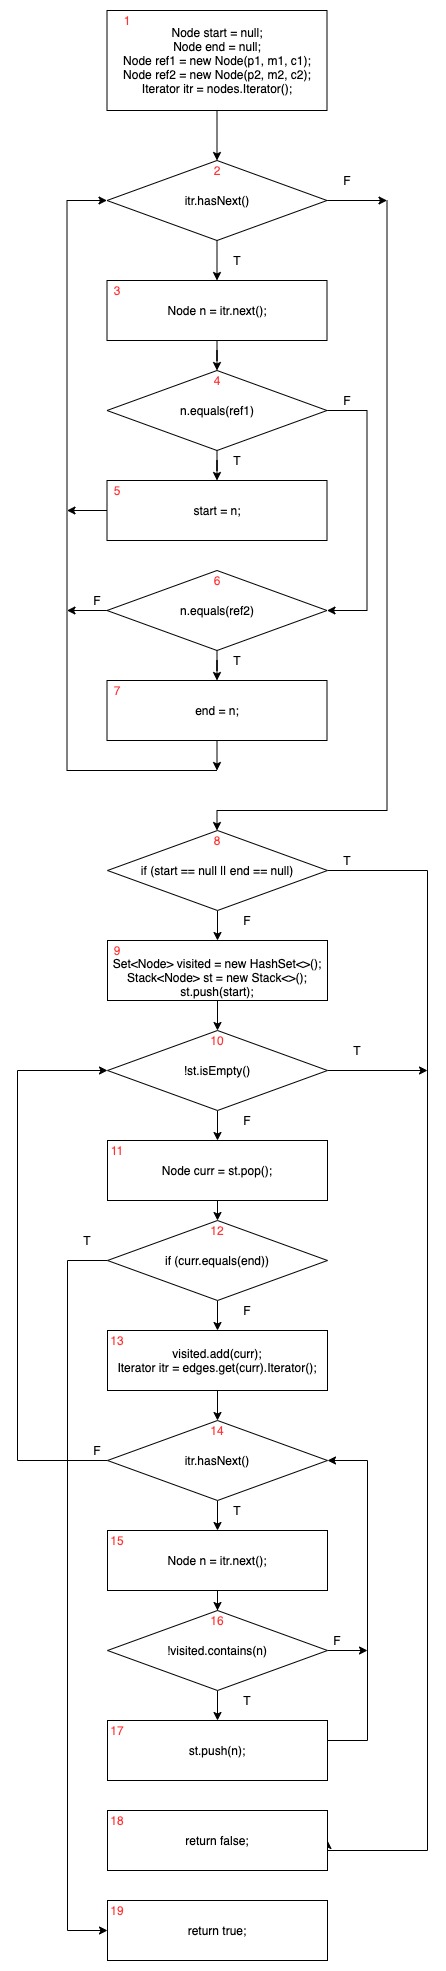 1
Node start = null;
Node end = null;
Node ref1 = new Node(p1, m1, c1);
Node ref2 = new Node(p2, m2, c2);
Iterator itr = nodes.Iterator();
2
F
itr.hasNext()
T
3
Node n = itr.next();
4
F
n.equals(ref1)
T
5
start = n;
6
F
n.equals(ref2)
T
7
end = n;
8
T
if (start == null || end == null)
F
9
Set<Node> visited = new HashSet<>();
Stack<Node> st = new Stack<>();
st.push(start);
10
T
!st.isEmpty()
F
11
Node curr = st.pop();
12
T
if (curr.equals(end))
F
13
visited.add(curr);
Iterator itr = edges.get(curr).Iterator();
14
F
itr.hasNext()
T
15
Node n = itr.next();
16
F
!visited.contains(n)
T
17
st.push(n);
18
return false;
19
return true;